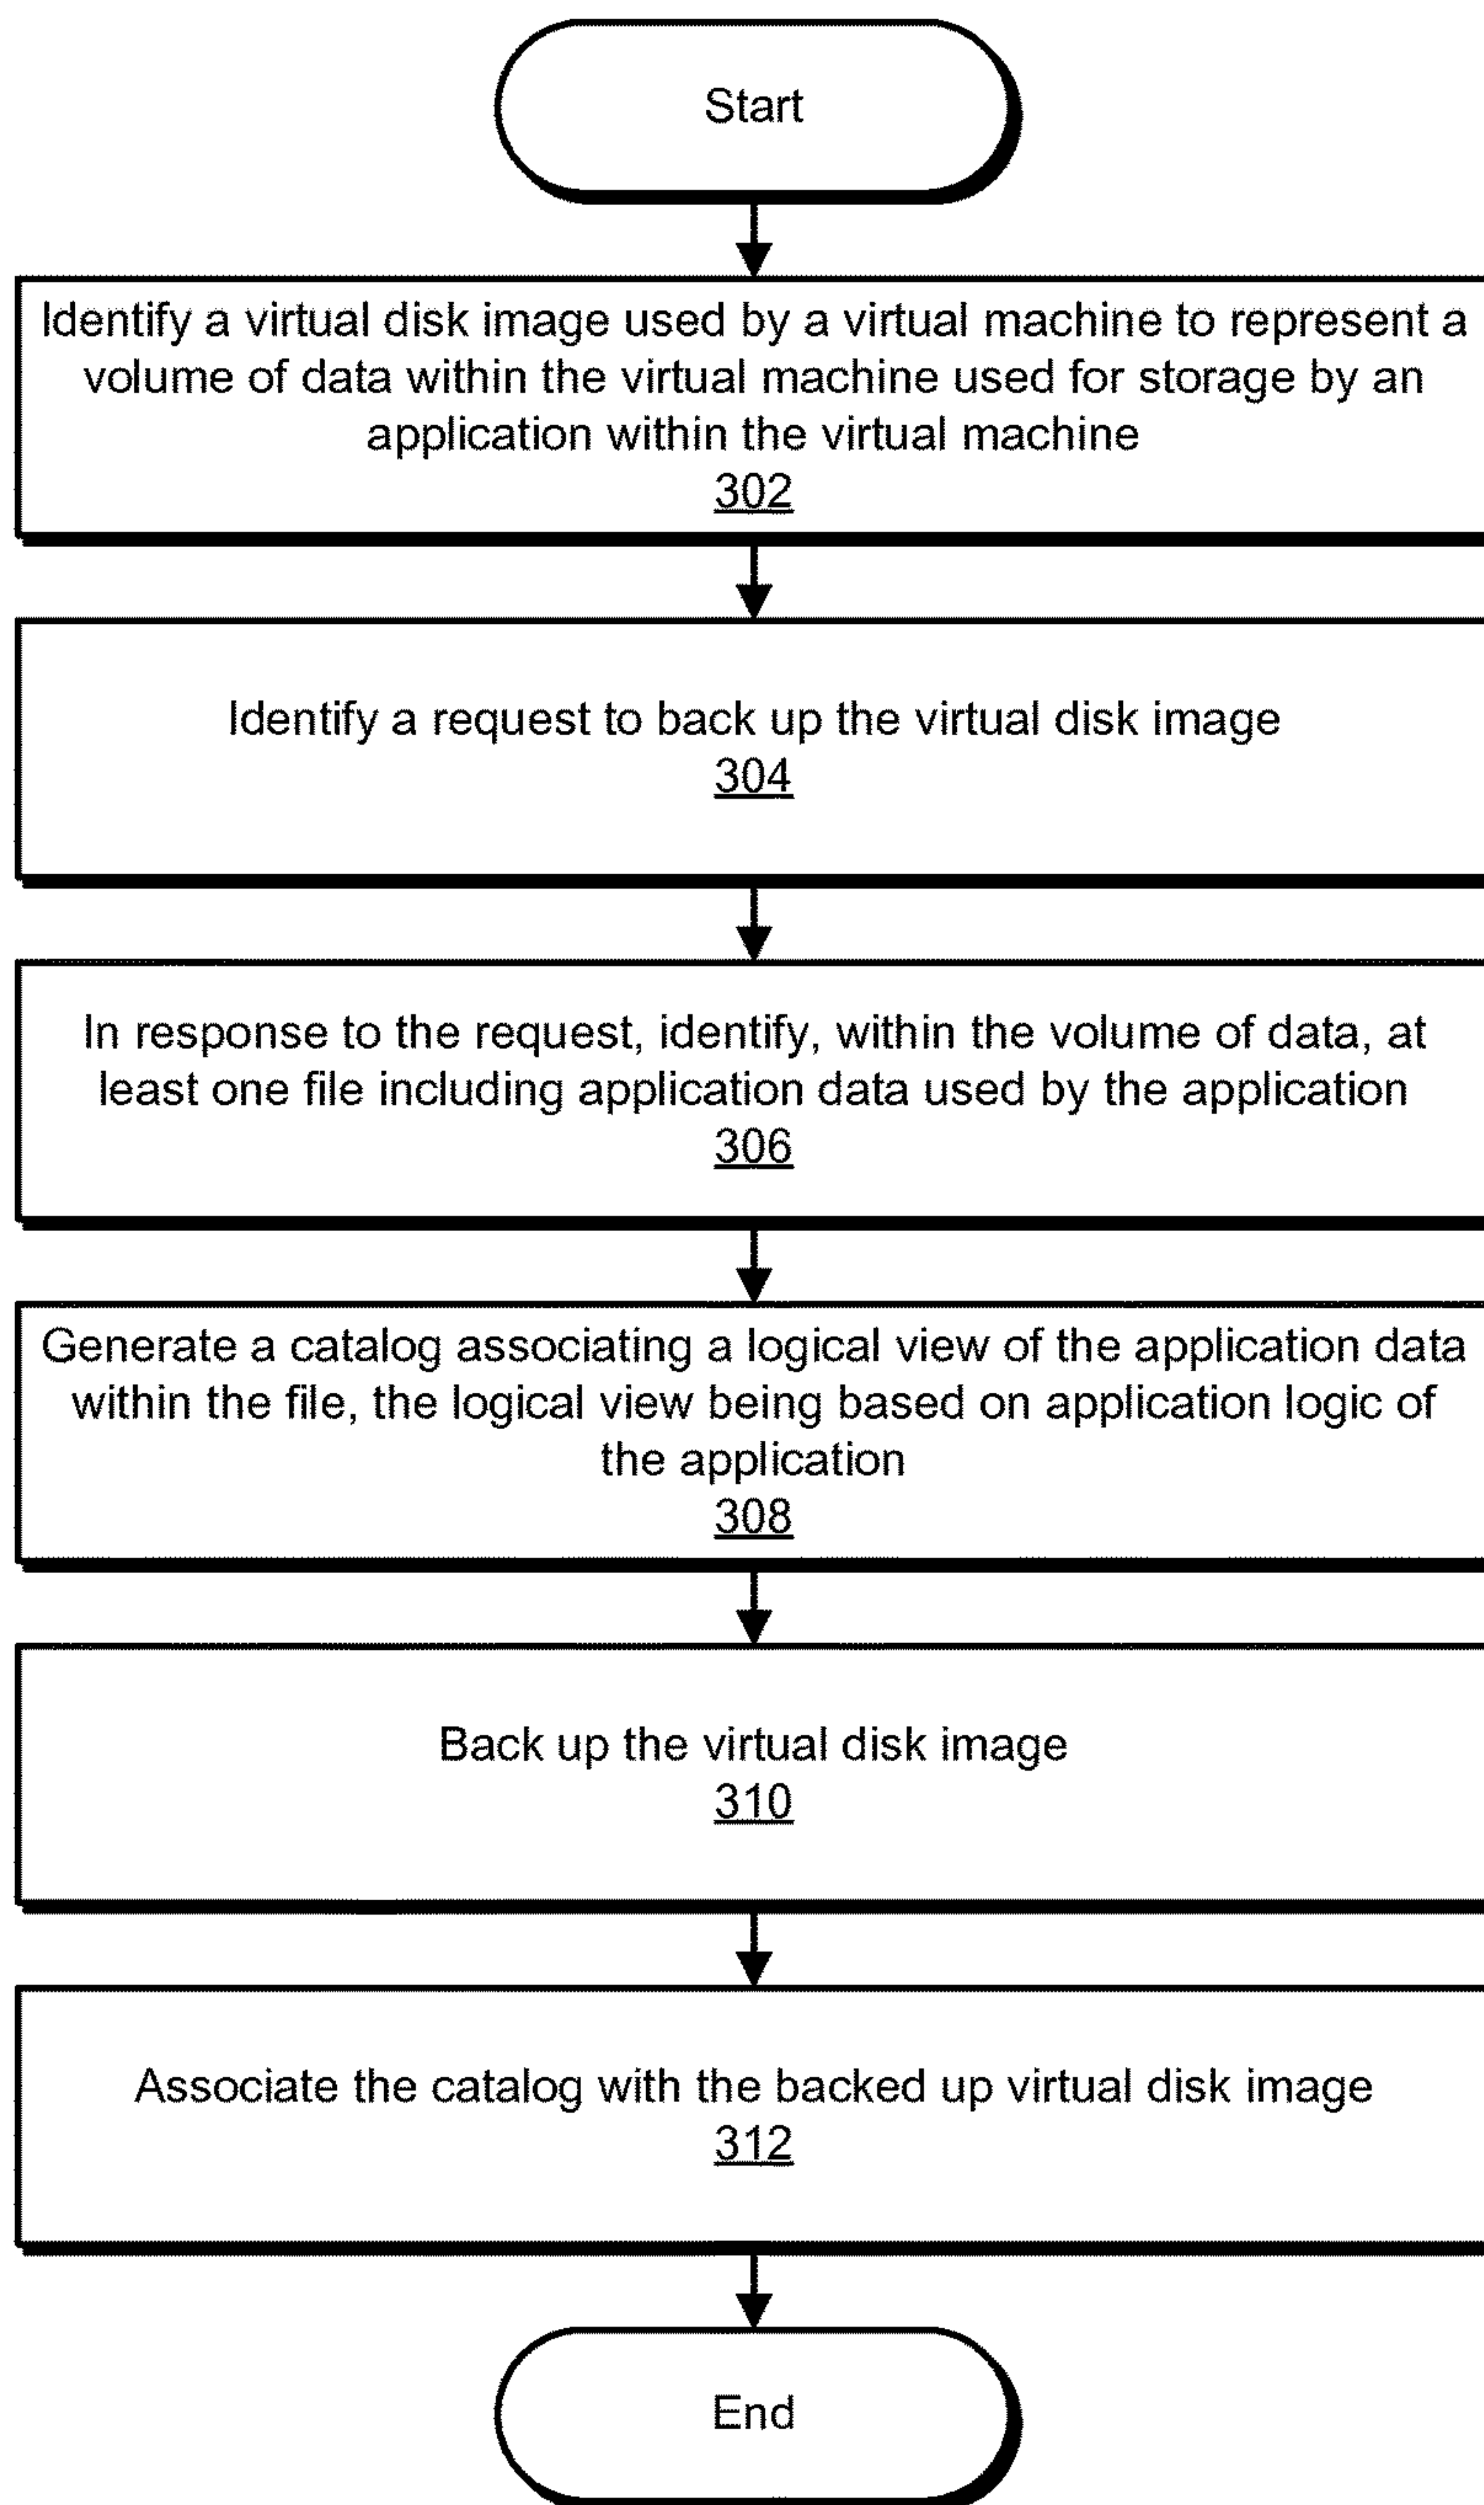 Start
Identify a virtual disk image used by a virtual machine to represent a
volume of data within the virtual machine used for storage by an
application within the virtual machine
302
Identify a request to back up the virtual disk image
304
In response to the request, identify, within the volume of data, at
least one file including application data used by the application
306
Generate a catalog associating a logical view of the application data
within the file, the logical view being based on application logic of
the application
308
Back up the virtual disk image
310
Associate the catalog with the backed up virtual disk image
312
End